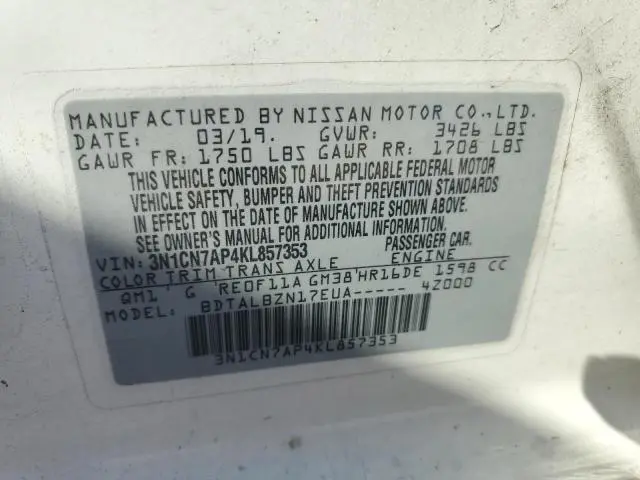 MANUFACTURED BY NISSAN MOTOR CO.,LTD.
DATE: 03/19. GVWR: 3426 LBS
GAWR FR: 1750 LBS GAWR RR: 1708 LBS
THIS VEHICLE CONFORMS TO ALL APPLICABLE FEDERAL MOTOR
VEHICLE SAFETY, BUMPER AND THEFT PREVENTION STANDARDS
IN EFFECT ON THE DATE OF MANUFACTURE SHOWN ABOVE.
SEE OWNER'S MANUAL FOR ADDITIONAL INFORMATION.
VIN: 3N1CN7AP4KL857353 PASSENGER CAR.
COLOR TRIM TRANS AXLE ENGINE
QM1 G 'RE0F11A GM38'HR16DE 1598 CC
MODEL: BDTALBZN17EUA----- 4Z000
3N1CN7AP4KL857353